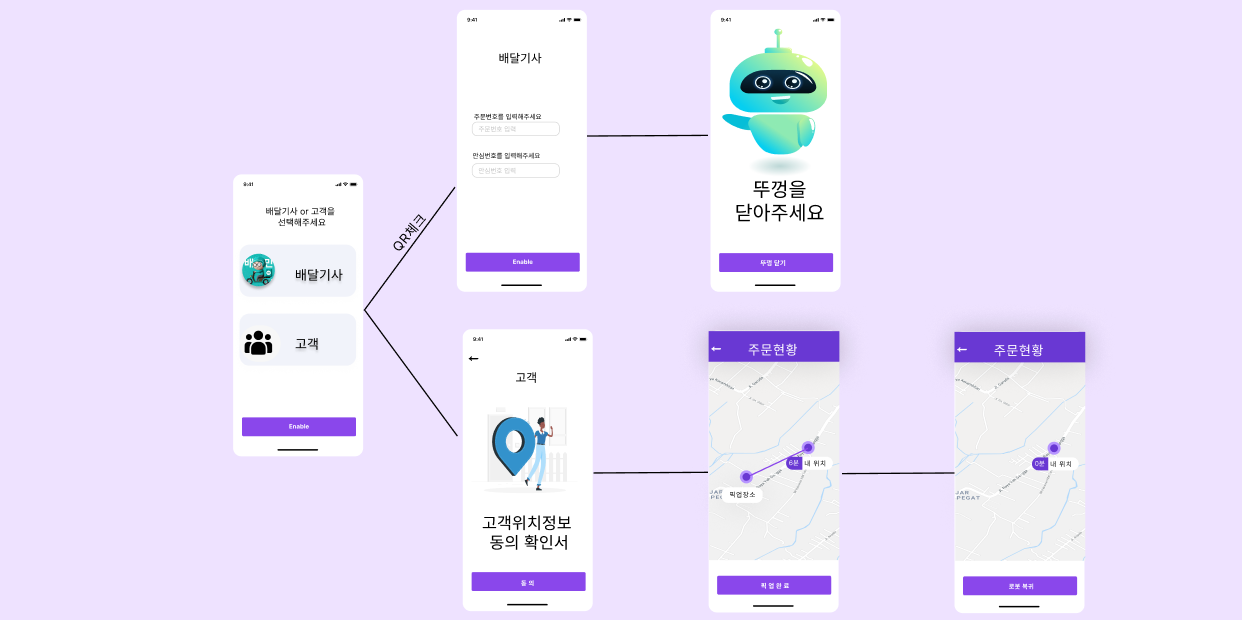 9:41
배달기사 or 고객을
선택해주세요
배달기사
고객
Enable
QR체크
9:41
배달기사
주문번호를 입력해주세요
주문번호 입력
안심번호를 입력해주세요
안심번호 입력
Enable
9:41
뚜껑을
닫아주세요
뚜껑 닫기
9:41
고객
고객위치정보
동의 확인서
동 의
주문현황
6분 내 위치
픽업장소
픽 업 완 료
주문현황
0분 내 위치
JAR
PEGAT
로봇 복귀